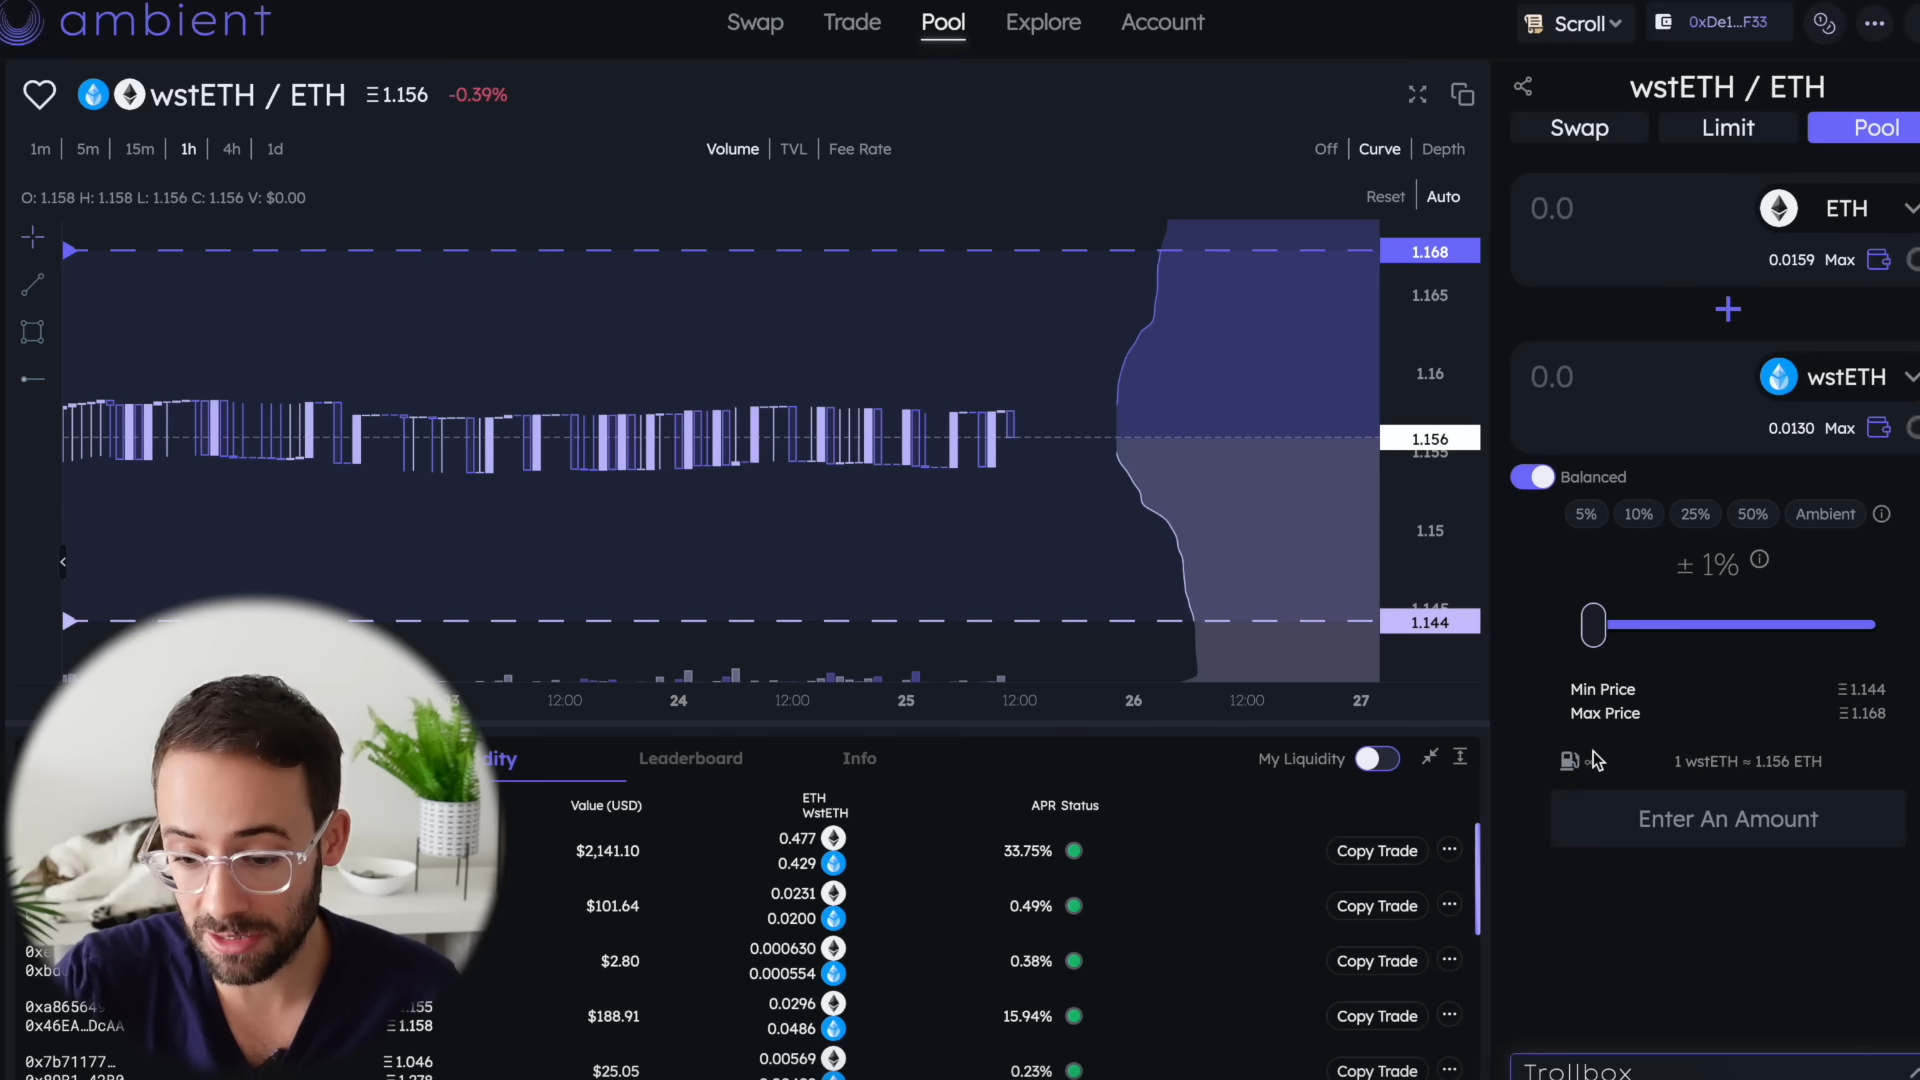 ambient
Swap Trade Pool Explore Account
Scroll 0xDe1...F33
wstETH / ETH Ξ1.156 -0.39%
1m 5m 15m 1h 4h 1d
Volume TVL Fee Rate
Off Curve Depth
O: 1.158 H: 1.158 L: 1.156 C: 1.156 V: $0.00
Reset Auto
1.168
1.165
1.16
1.156
1.155
1.15
1.145
1.144
12:00 24 12:00 25 12:00 26 12:00 27
wstETH / ETH
Swap Limit Pool
0.0 ETH
0.0159 Max
0.0 wstETH
0.0130 Max
Balanced
5% 10% 25% 50% Ambient
± 1%
Min Price Ξ1.144
Max Price Ξ1.168
1 wstETH ≈ 1.156 ETH
Enter An Amount
Trollbox
Leaderboard Info
My Liquidity
Value (USD) ETH WstETH APR Status
$2,141.10 0.477 33.75% Copy Trade
0.429
$101.64 0.0231 0.49% Copy Trade
0.0200
$2.80 0.000630 0.38% Copy Trade
0.000554
0xa86564
0x46EA...DcAA Ξ1.158
$188.91 0.0296 15.94% Copy Trade
0.0486
0x7b71177... Ξ1.046
$25.05 0.00569 0.23% Copy Trade